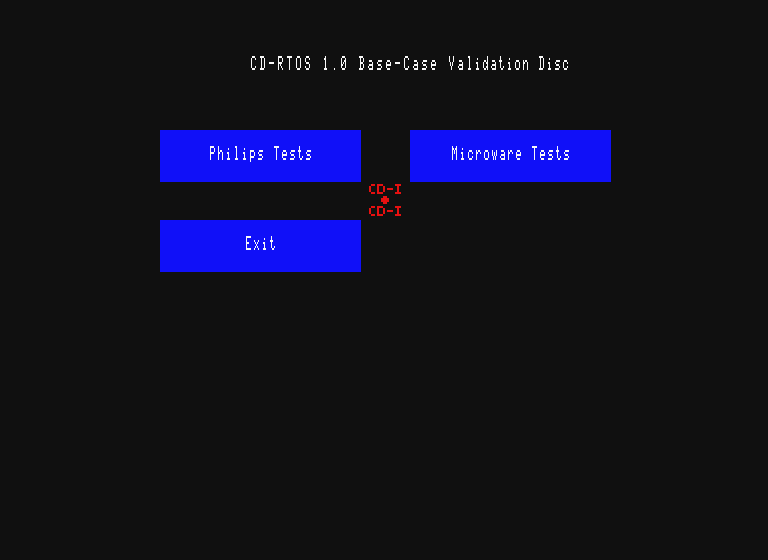 CD-RTOS 1.0 Base-Case Validation Disc
Philips Tests
Microware Tests
CD-I
CD-I
Exit